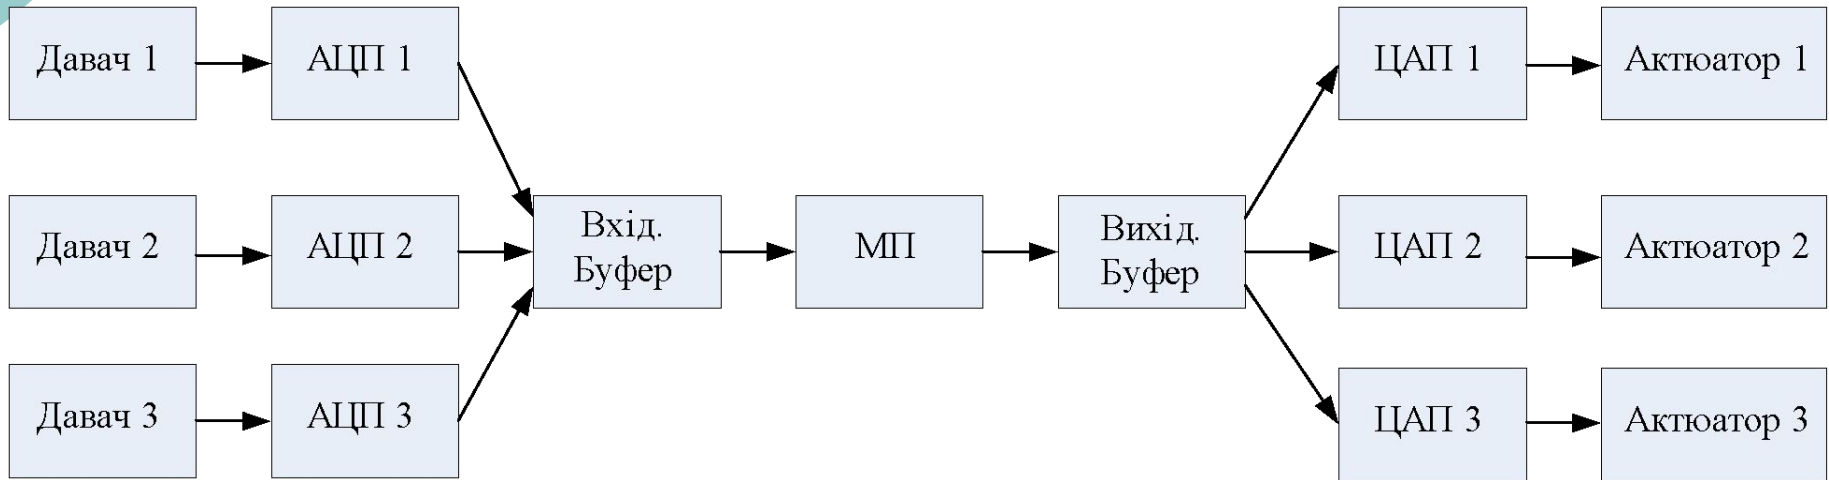 Давач 1
АЦП 1
ЦАП 1
Актюатор 1
Давач 2
АЦП 2
Вхід.
Буфер
МП
Вихід.
Буфер
ЦАП 2
Актюатор 2
Давач 3
АЦП 3
ЦАП 3
Актюатор 3